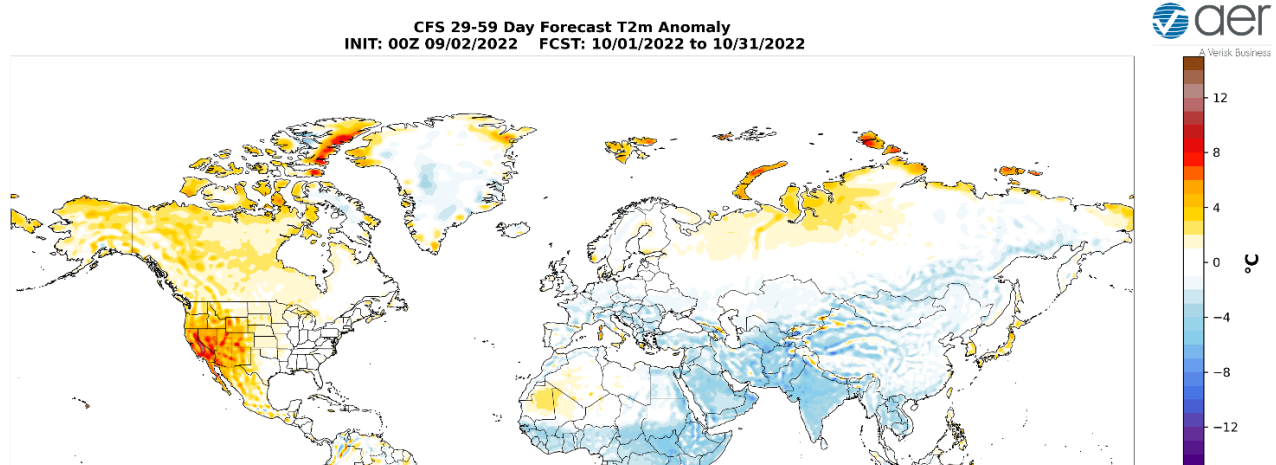 CFS 29-59 Day Forecast T2m Anomaly
INIT: 00Z 09/02/2022 FCST: 10/01/2022 to 10/31/2022
aer
A Verisk Business
12
8
4
0
−4
−8
−12
°C